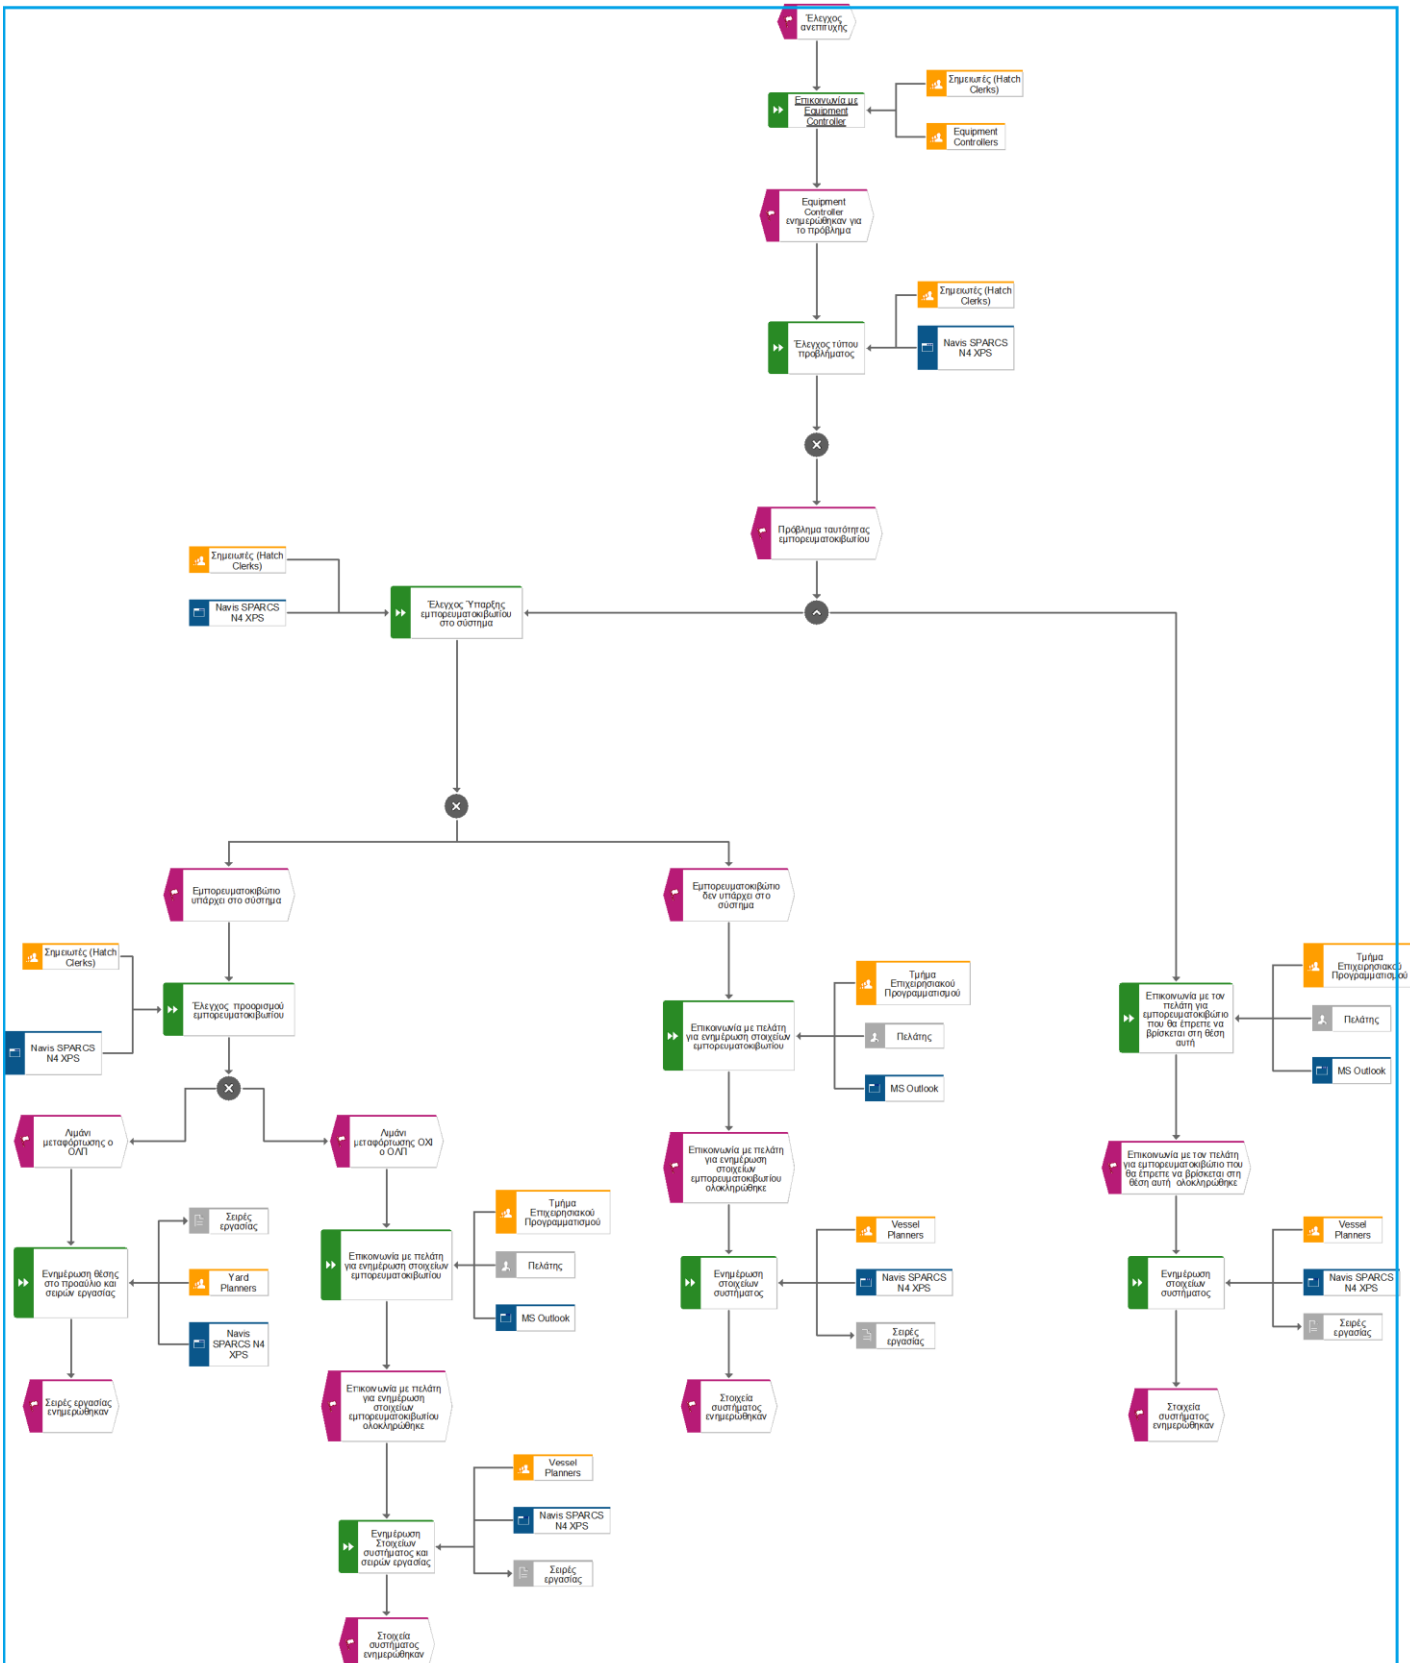 Έλεγχος
ανεπιτυχής
Σημειωτές (Hatch
Clerks)
Επικοινωνία με
Equipment
Controller
Equipment
Controllers
Equipment
Controller
ενημερώθηκαν για
το πρόβλημα
Σημειωτές (Hatch
Clerks)
Έλεγχος τύπου
προβλήματος
Navis SPARCS
N4 XPS
Πρόβλημα ταυτότητας
εμπορευματοκιβωτίου
Σημειωτές (Hatch
Clerks)
Navis SPARCS
N4 XPS
Έλεγχος Ύπαρξης
εμπορευματοκιβωτίου
στο σύστημα
Εμπορευματοκιβώτιο
υπάρχει στο σύστημα
Εμπορευματοκιβώτιο
δεν υπάρχει στο
σύστημα
Σημειωτές (Hatch
Clerks)
Έλεγχος προορισμού
εμπορευματοκιβωτίου
Navis SPARCS
N4 XPS
Επικοινωνία με πελάτη
για ενημέρωση στοιχείων
εμπορευματοκιβωτίου
Τμήμα
Επιχειρησιακού
Προγραμματισμού
Πελάτης
MS Outlook
Επικοινωνία με τον
πελάτη για
εμπορευματοκιβώτιο
που θα έπρεπε να
βρίσκεται στη θέση
αυτή
Τμήμα
Επιχειρησιακού
Προγραμματισμού
Πελάτης
MS Outlook
Λιμάνι
μεταφόρτωσης ο
ΟΛΠ
Λιμάνι
μεταφόρτωσης ΟΧΙ
ο ΟΛΠ
Επικοινωνία με πελάτη
για ενημέρωση
στοιχείων
εμπορευματοκιβωτίου
ολοκληρώθηκε
Επικοινωνία με τον πελάτη
για εμπορευματοκιβώτιο που
θα έπρεπε να βρίσκεται στη
θέση αυτή ολοκληρώθηκε
Σειρές
εργασίας
Ενημέρωση θέσης
στο προαύλιο και
σειρών εργασίας
Yard
Planners
Navis
SPARCS N4
XPS
Επικοινωνία με πελάτη
για ενημέρωση στοιχείων
εμπορευματοκιβωτίου
Τμήμα
Επιχειρησιακού
Προγραμματισμού
Πελάτης
MS Outlook
Ενημέρωση
στοιχείων
συστήματος
Vessel
Planners
Navis SPARCS
N4 XPS
Σειρές
εργασίας
Ενημέρωση
στοιχείων
συστήματος
Vessel
Planners
Navis SPARCS
N4 XPS
Σειρές
εργασίας
Σειρές εργασίας
ενημερώθηκαν
Επικοινωνία με πελάτη
για ενημέρωση
στοιχείων
εμπορευματοκιβωτίου
ολοκληρώθηκε
Στοιχεία
συστήματος
ενημερώθηκαν
Στοιχεία
συστήματος
ενημερώθηκαν
Ενημέρωση
Στοιχείων
συστήματος και
σειρών εργασίας
Vessel
Planners
Navis SPARCS
N4 XPS
Σειρές
εργασίας
Στοιχεία
συστήματος
ενημερώθηκαν